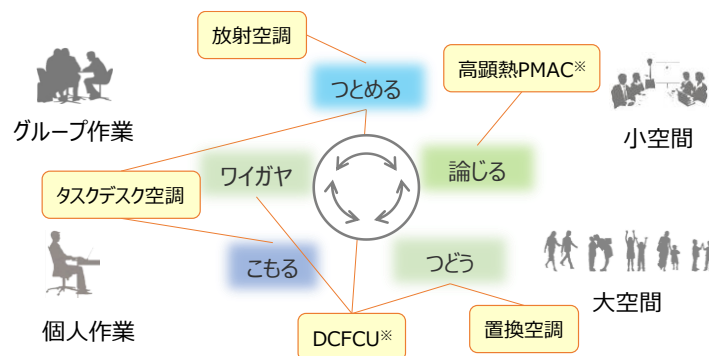 放射空調
つとめる
高顕熱PMAC※
グループ作業
小空間
ワイガヤ
論じる
タスクデスク空調
こもる
つどう
個人作業
大空間
DCFCU※
置換空調